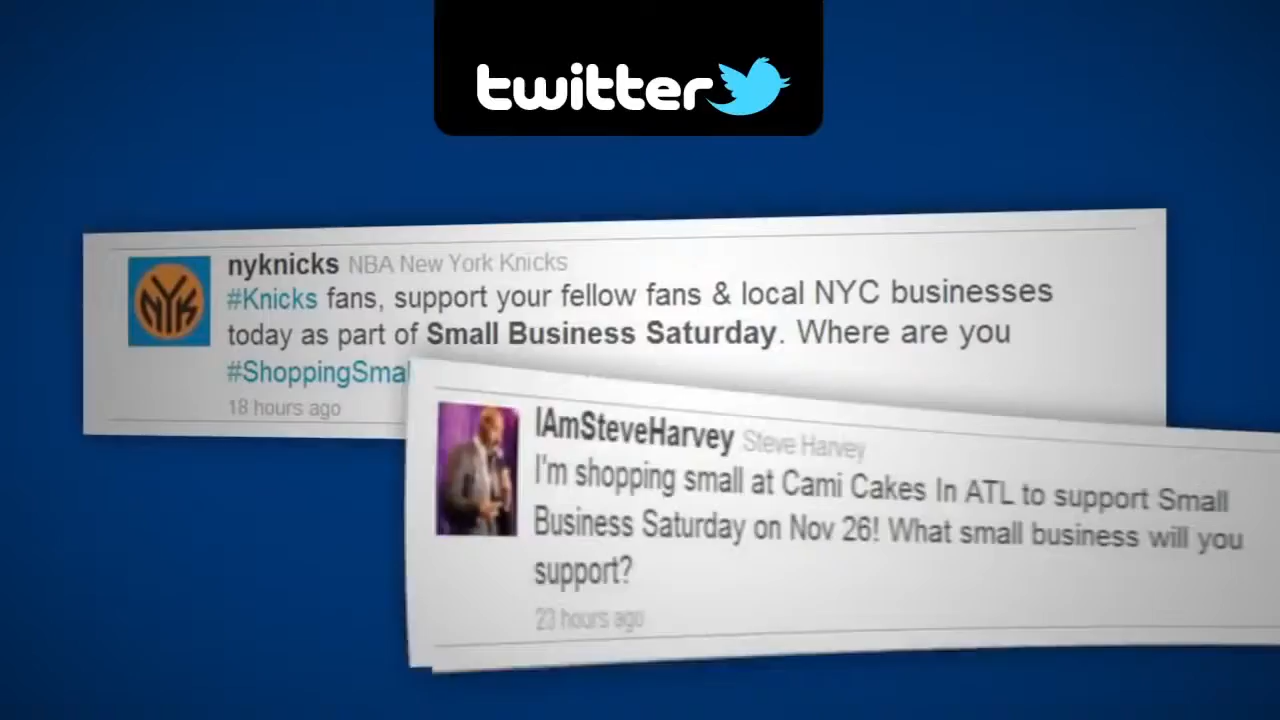 twitter
nyknicks NBA New York Knicks
#Knicks fans, support your fellow fans & local NYC businesses
today as part of Small Business Saturday. Where are you
#ShoppingSmal
18 hours ago
IAmSteveHarvey Steve Harvey
I'm shopping small at Cami Cakes In ATL to support Small
Business Saturday on Nov 26! What small business will you
support?
23 hours ago
NYK